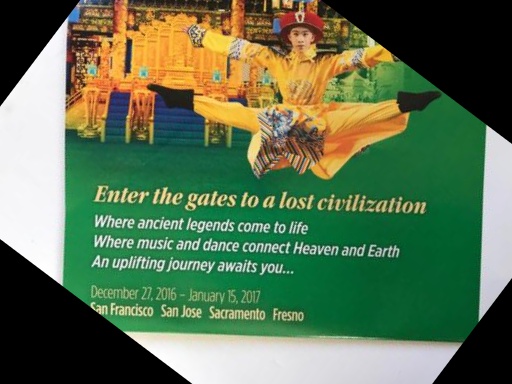 Enter the gates to a lost civilization
Where ancient legends come to life
Where music and dance connect Heaven and Earth
An uplifting journey awaits you...
December 27, 2016 – January 15, 2017
San Francisco San Jose Sacramento Fresno